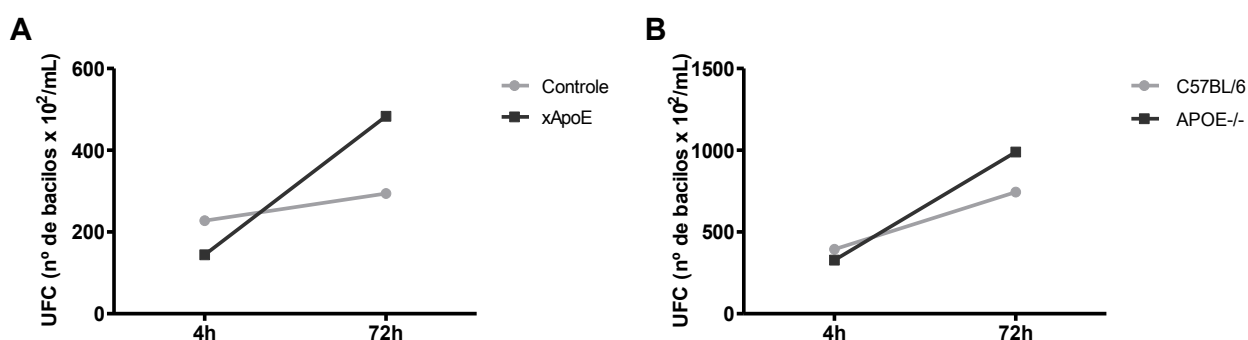 A
UFC (nº de bacilos x 10²/mL)
600
400
200
0
4h
72h
Controle
xApoE
B
UFC (nº de bacilos x 10²/mL)
1500
1000
500
0
4h
72h
C57BL/6
APOE-/-